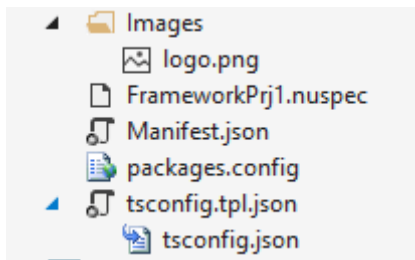 Images
logo.png
FrameworkPrj1.nuspec
Manifest.json
packages.config
tsconfig.tpl.json
tsconfig.json